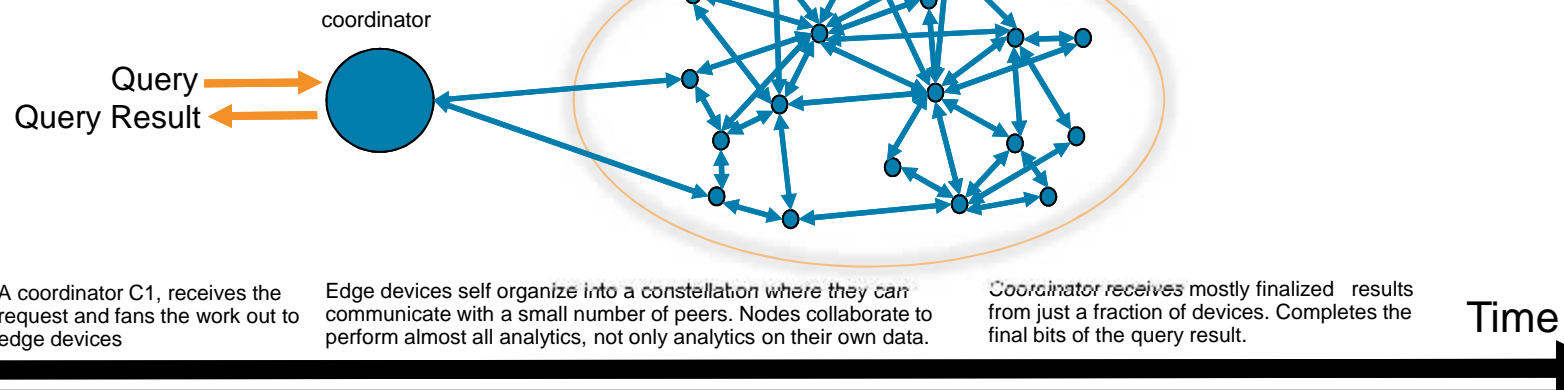 coordinator
Query
Query Result
A coordinator C1, receives the
request and fans the work out to
edge devices
Edge devices self organize into a constellation where they can
communicate with a small number of peers. Nodes collaborate to
perform almost all analytics, not only analytics on their own data.
Coordinator receives mostly finalized results
from just a fraction of devices. Completes the
final bits of the query result.
Time